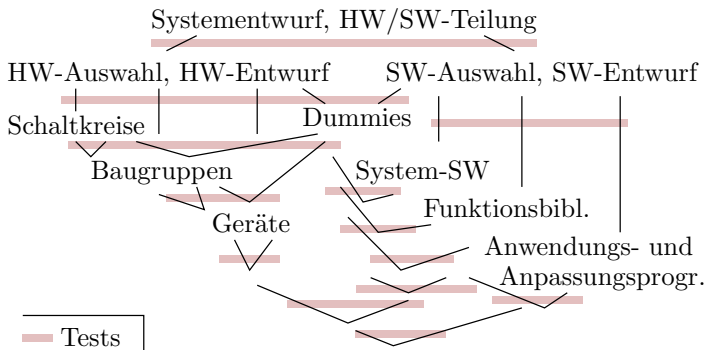 Systementwurf, HW/SW-Teilung
HW-Auswahl, HW-Entwurf
SW-Auswahl, SW-Entwurf
Schaltkreise
Dummies
Baugruppen
System-SW
Geräte
Funktionsbibl.
Anwendungs- und
Anpassungsprogr.
Tests